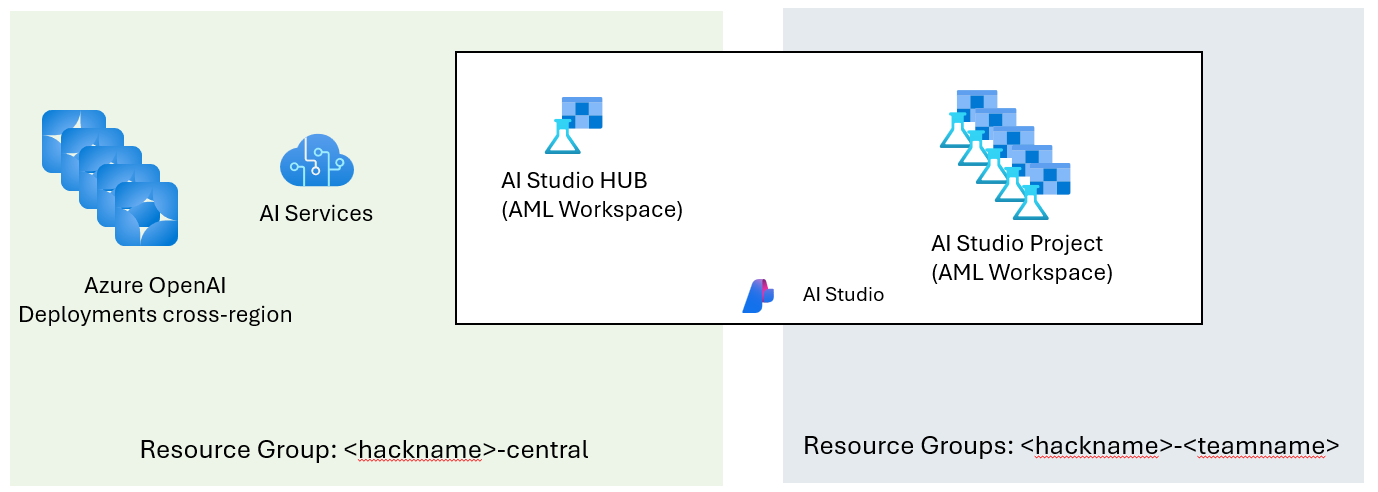 Azure OpenAI
Deployments cross-region
AI Services
AI Studio HUB
(AML Workspace)
AI Studio Project
(AML Workspace)
AI Studio
Resource Group: <hackname>-central
Resource Groups: <hackname>-<teamname>